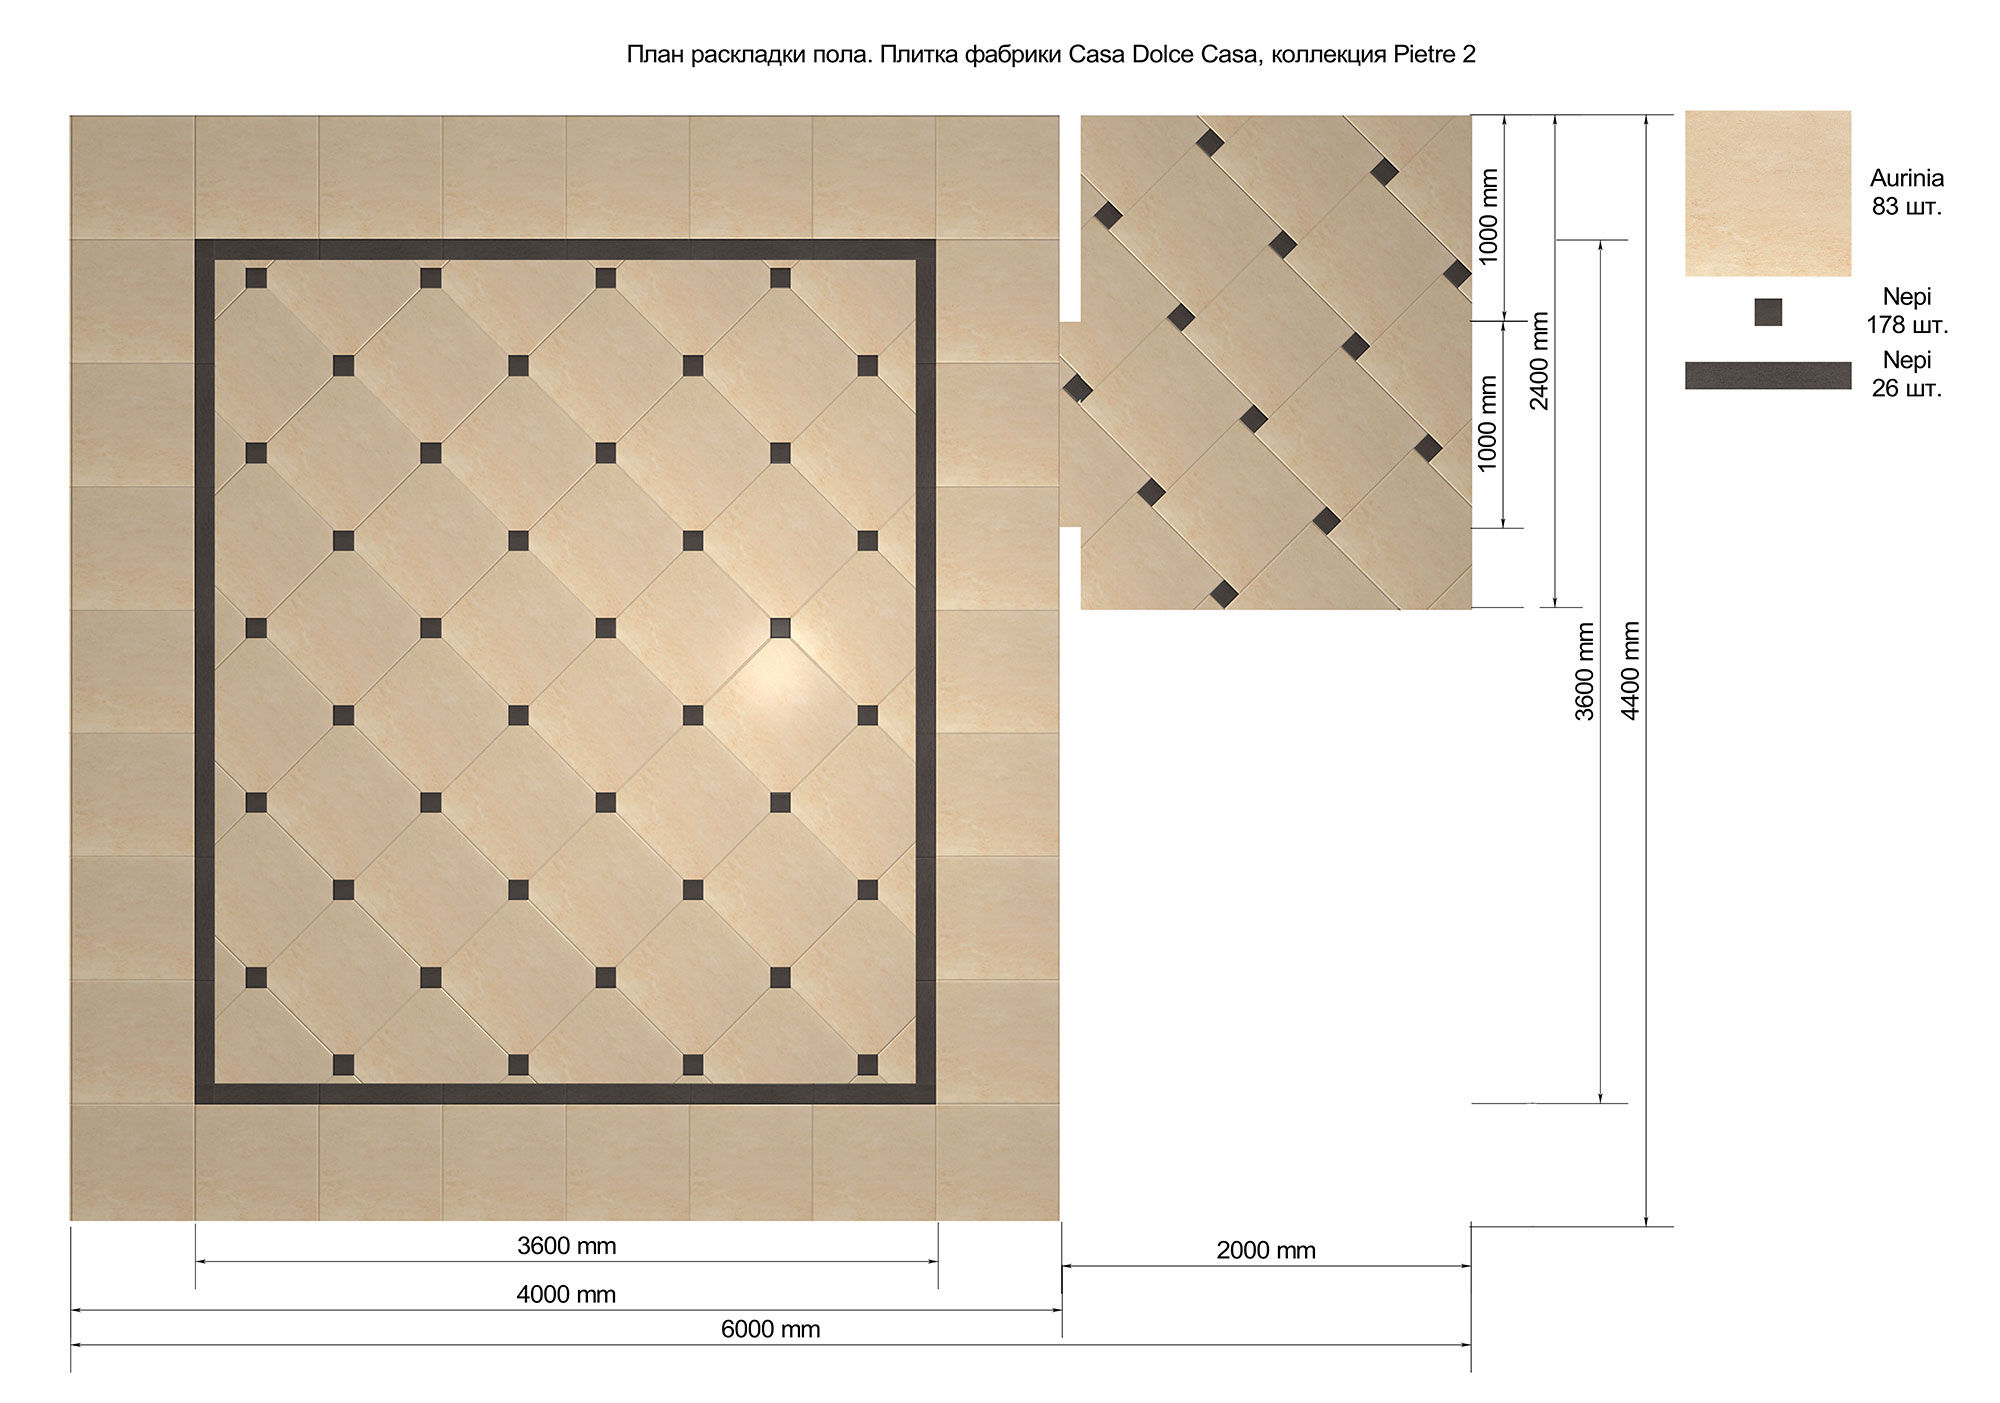 План раскладки пола. Плитка фабрики Casa Dolce Casa, коллекция Pietre 2
1000 mm
1000 mm
2400 mm
3600 mm
4400 mm
Aurinia
83 шт.
Nepi
178 шт.
Nepi
26 шт.
3600 mm
2000 mm
4000 mm
6000 mm